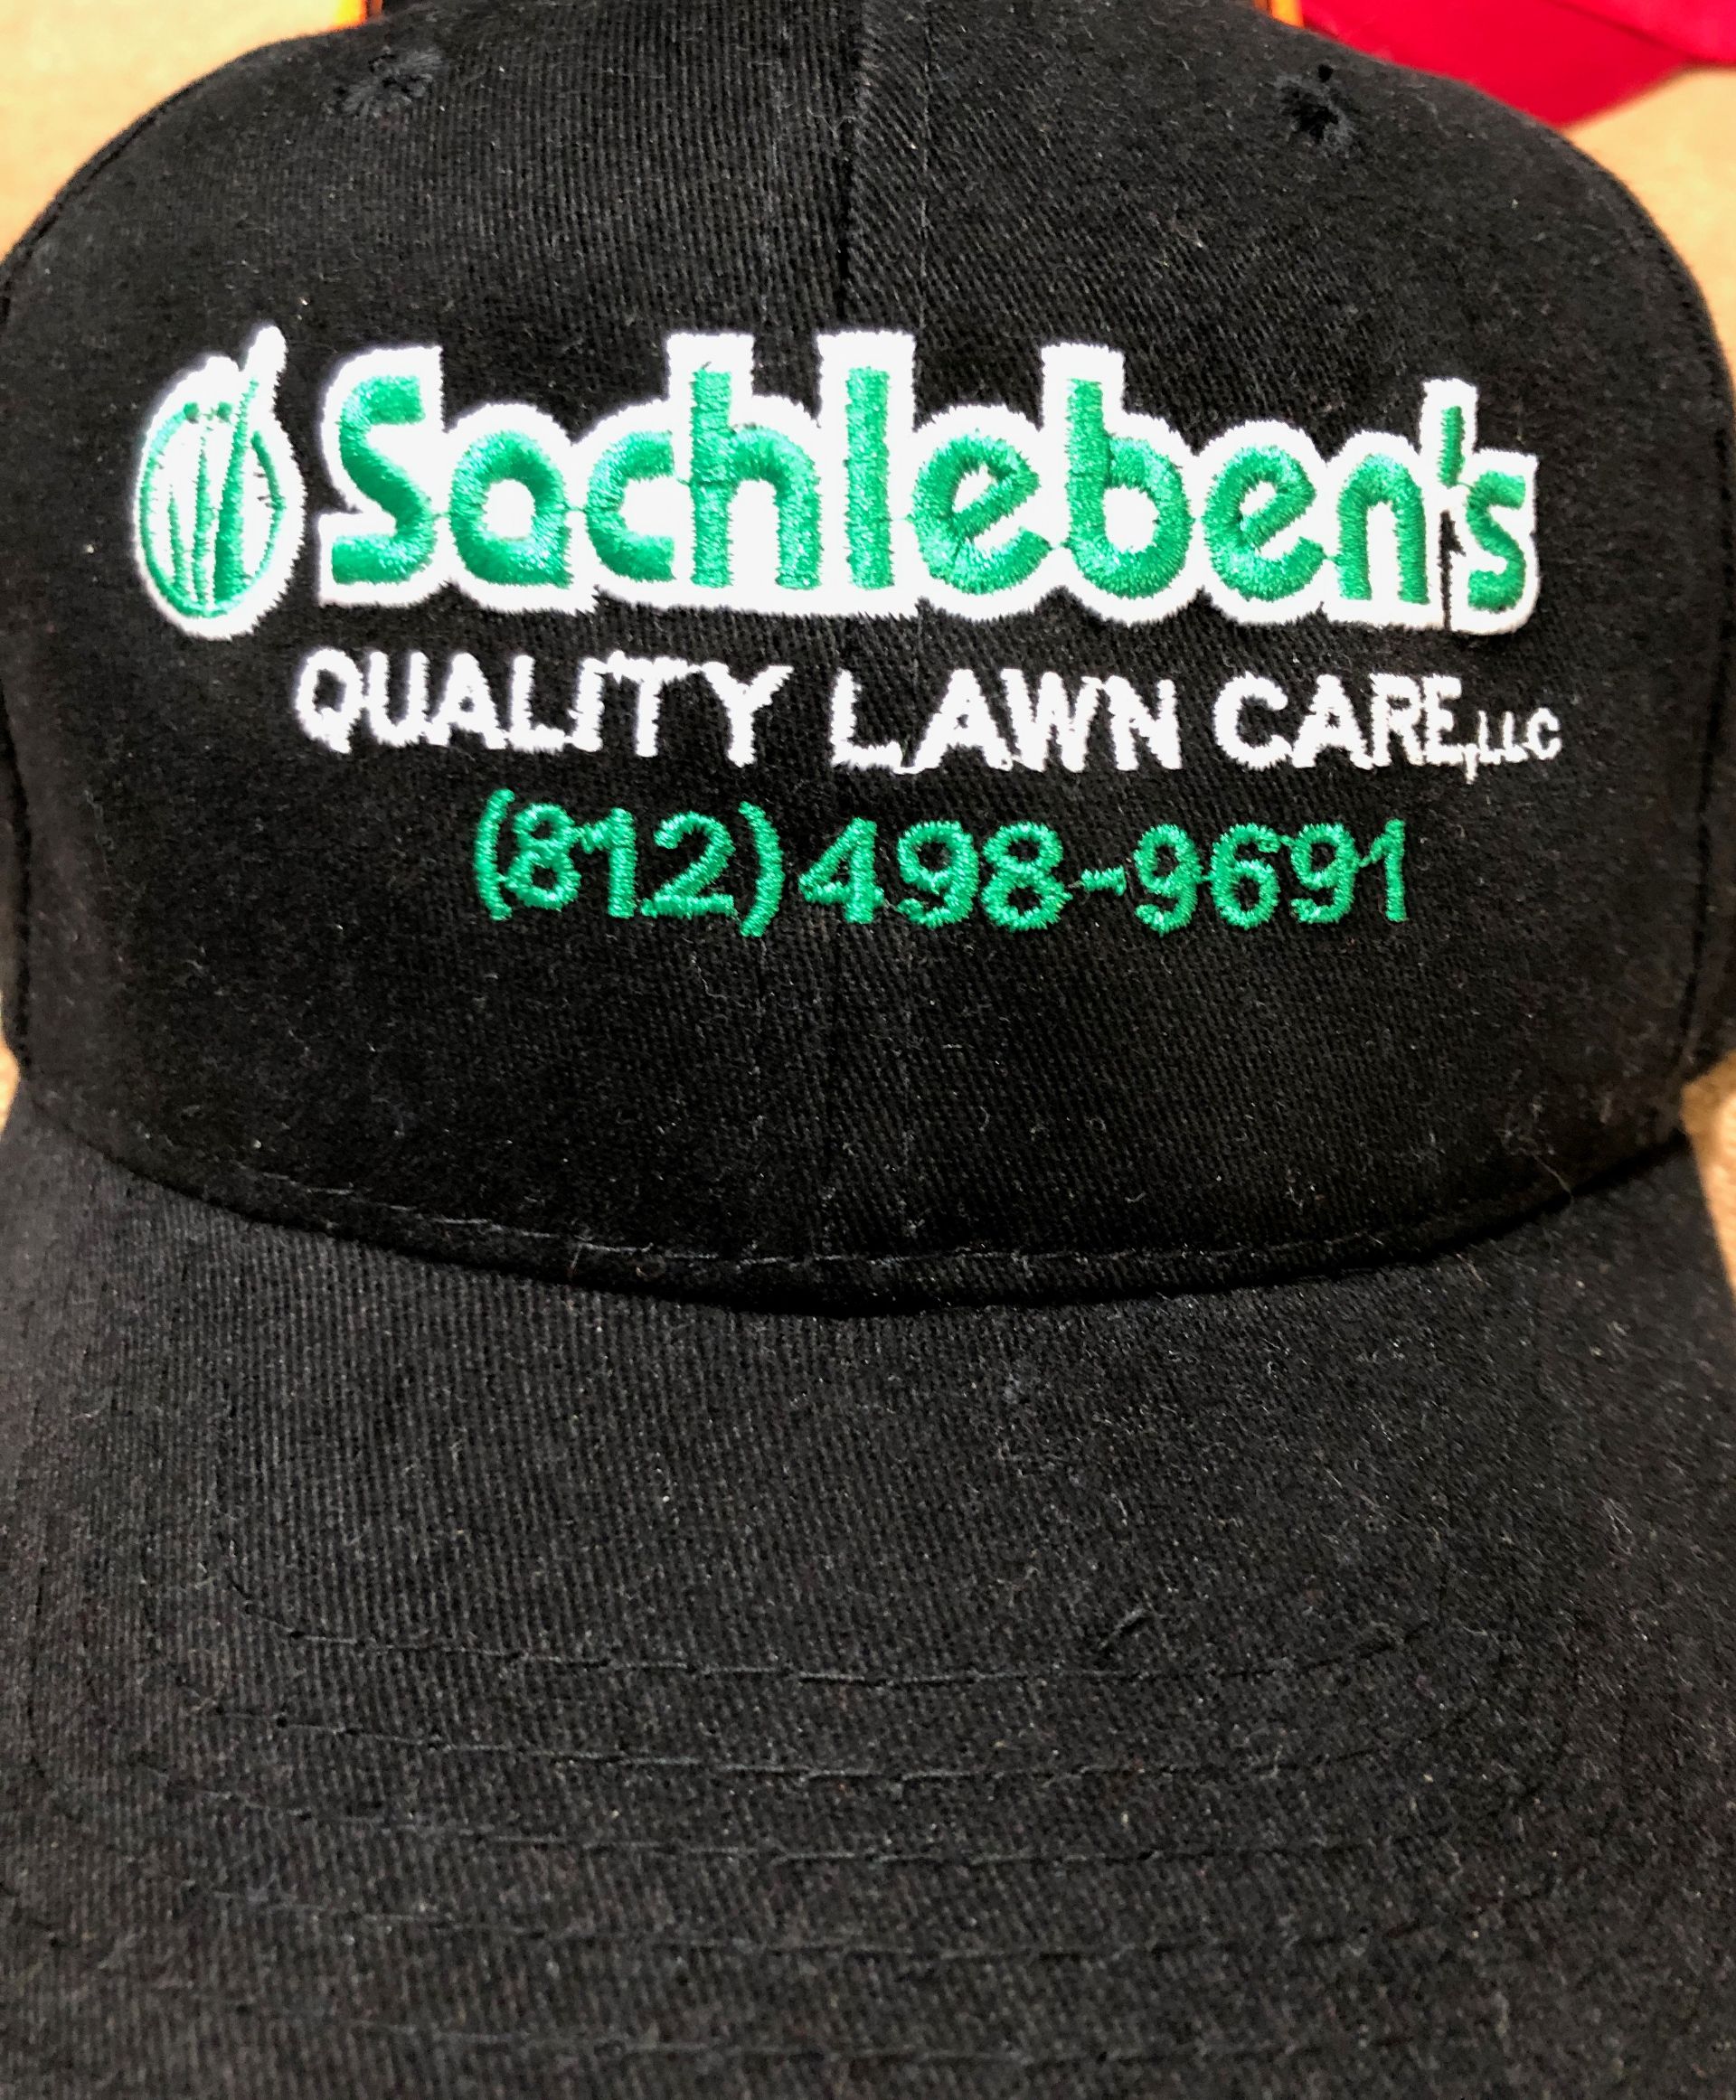 Sachleben's
QUALITY LAWN CARE, LLC
(812) 498-9691